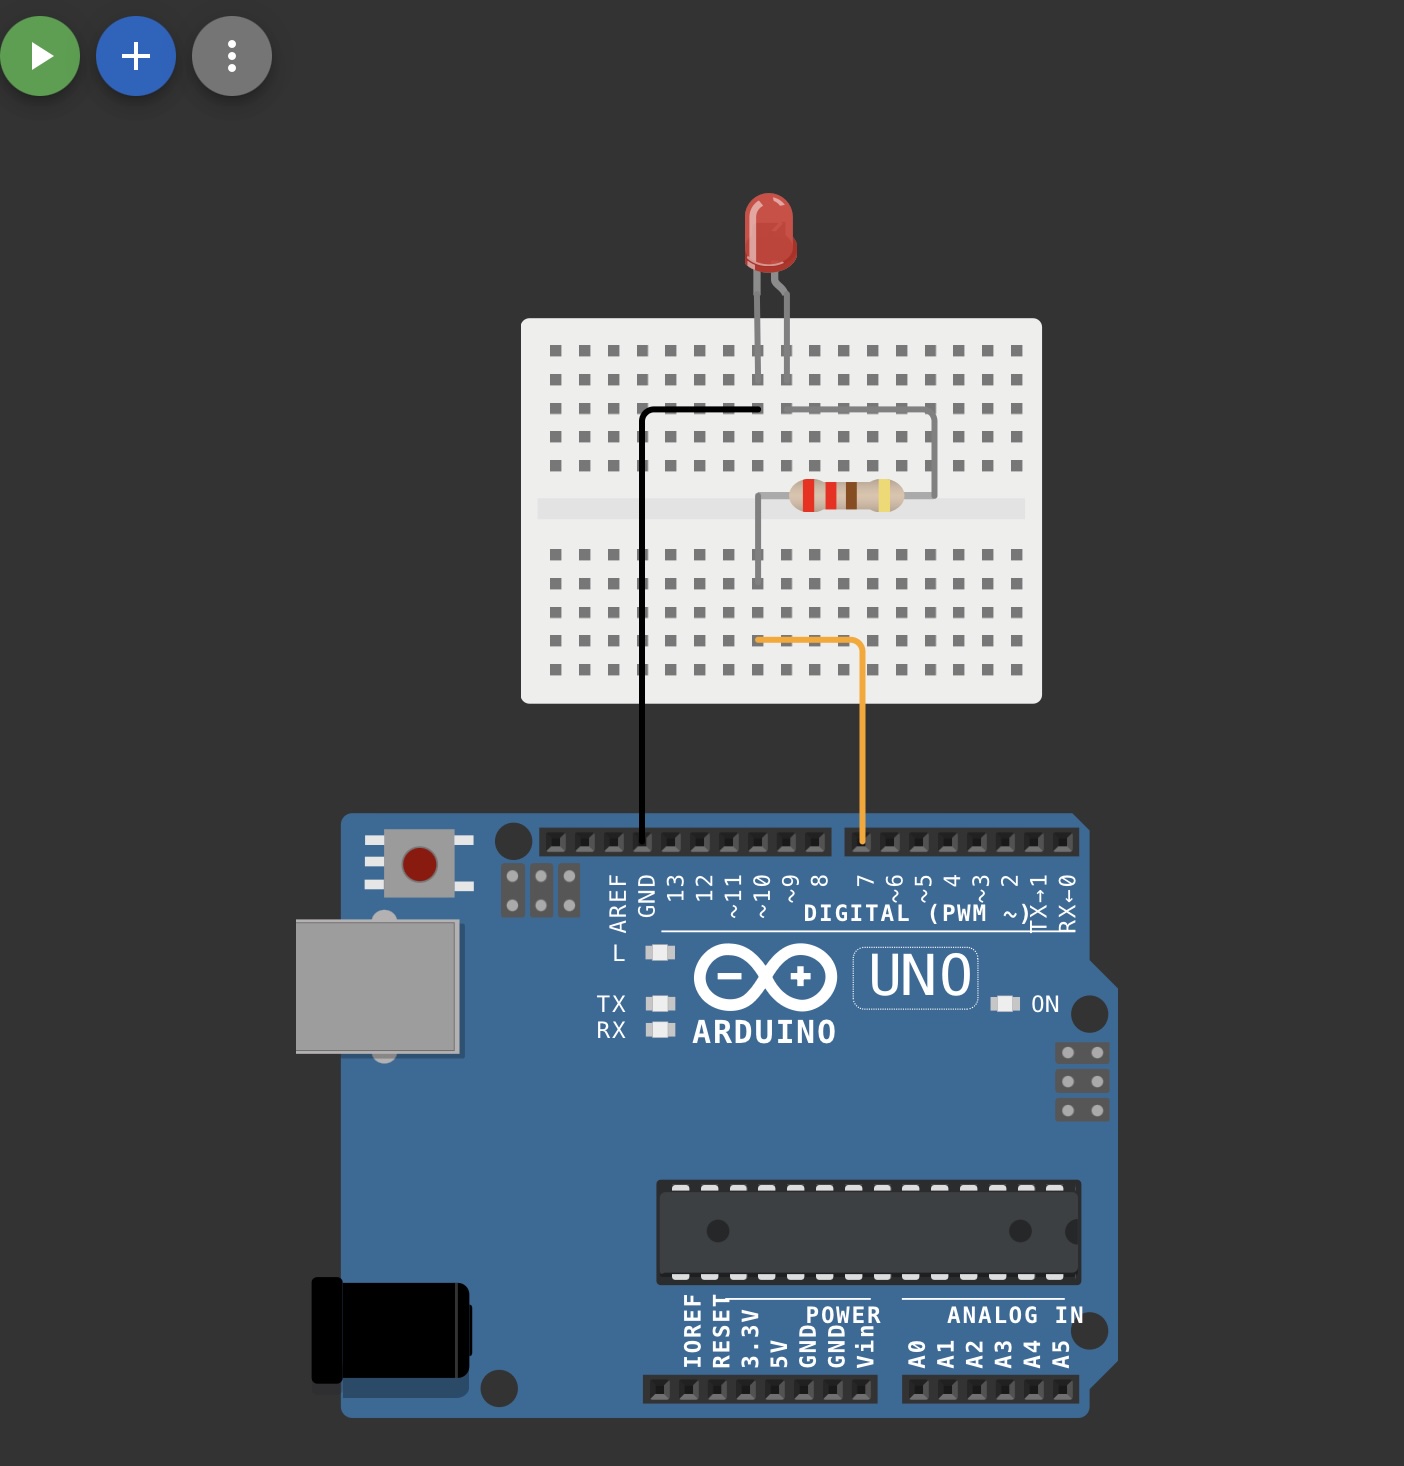 AREF
GND
13
12
~11
~10
~9
8
7
~6
~5
4
~3
2
TX→1
RX←0
DIGITAL (PWM ~)
L
TX
RX
UNO
ON
ARDUINO
IOREF
RESET
3.3V
5V
GND
GND
Vin
POWER
ANALOG IN
A0
A1
A2
A3
A4
A5